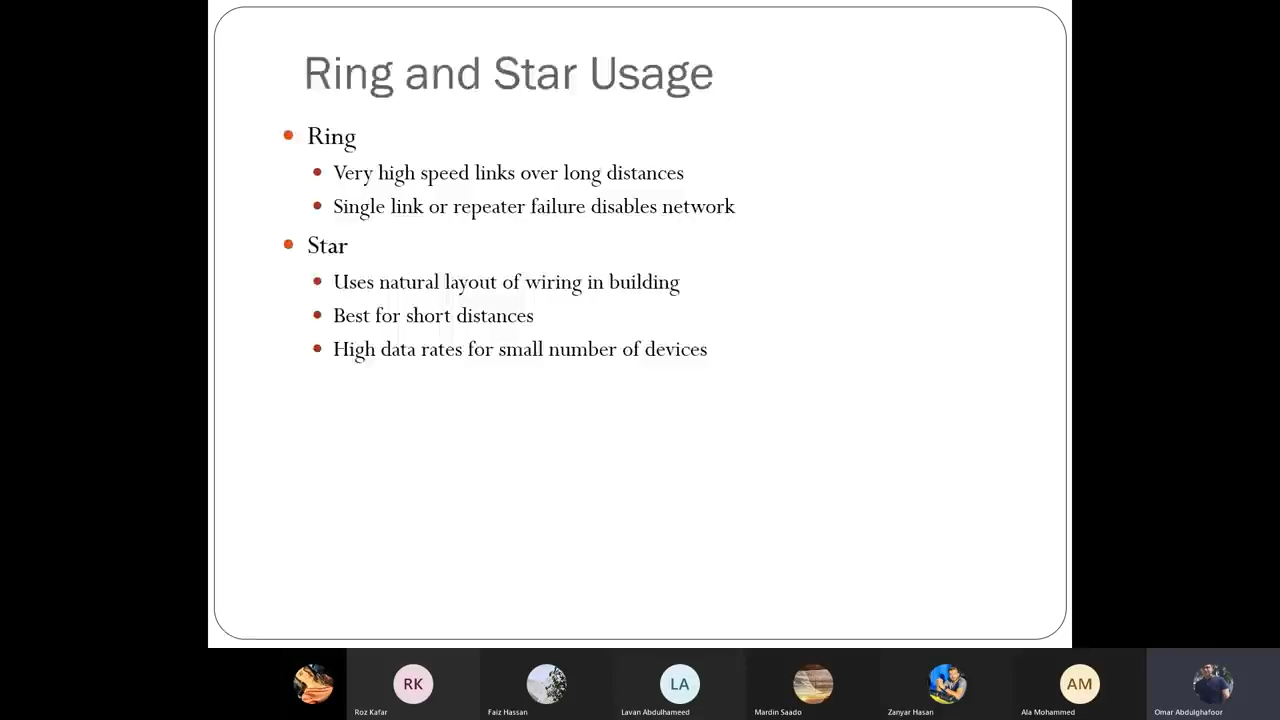 Ring and Star Usage
Ring
Very high speed links over long distances
Single link or repeater failure disables network
Star
Uses natural layout of wiring in building
Best for short distances
High data rates for small number of devices
RK
LA
AM
Roz Kafar
Faiz Hassan
Lavan Abdulhameed
Mardin Saado
Zanyar Hasan
Ala Mohammed
Omar Abdulghafoor